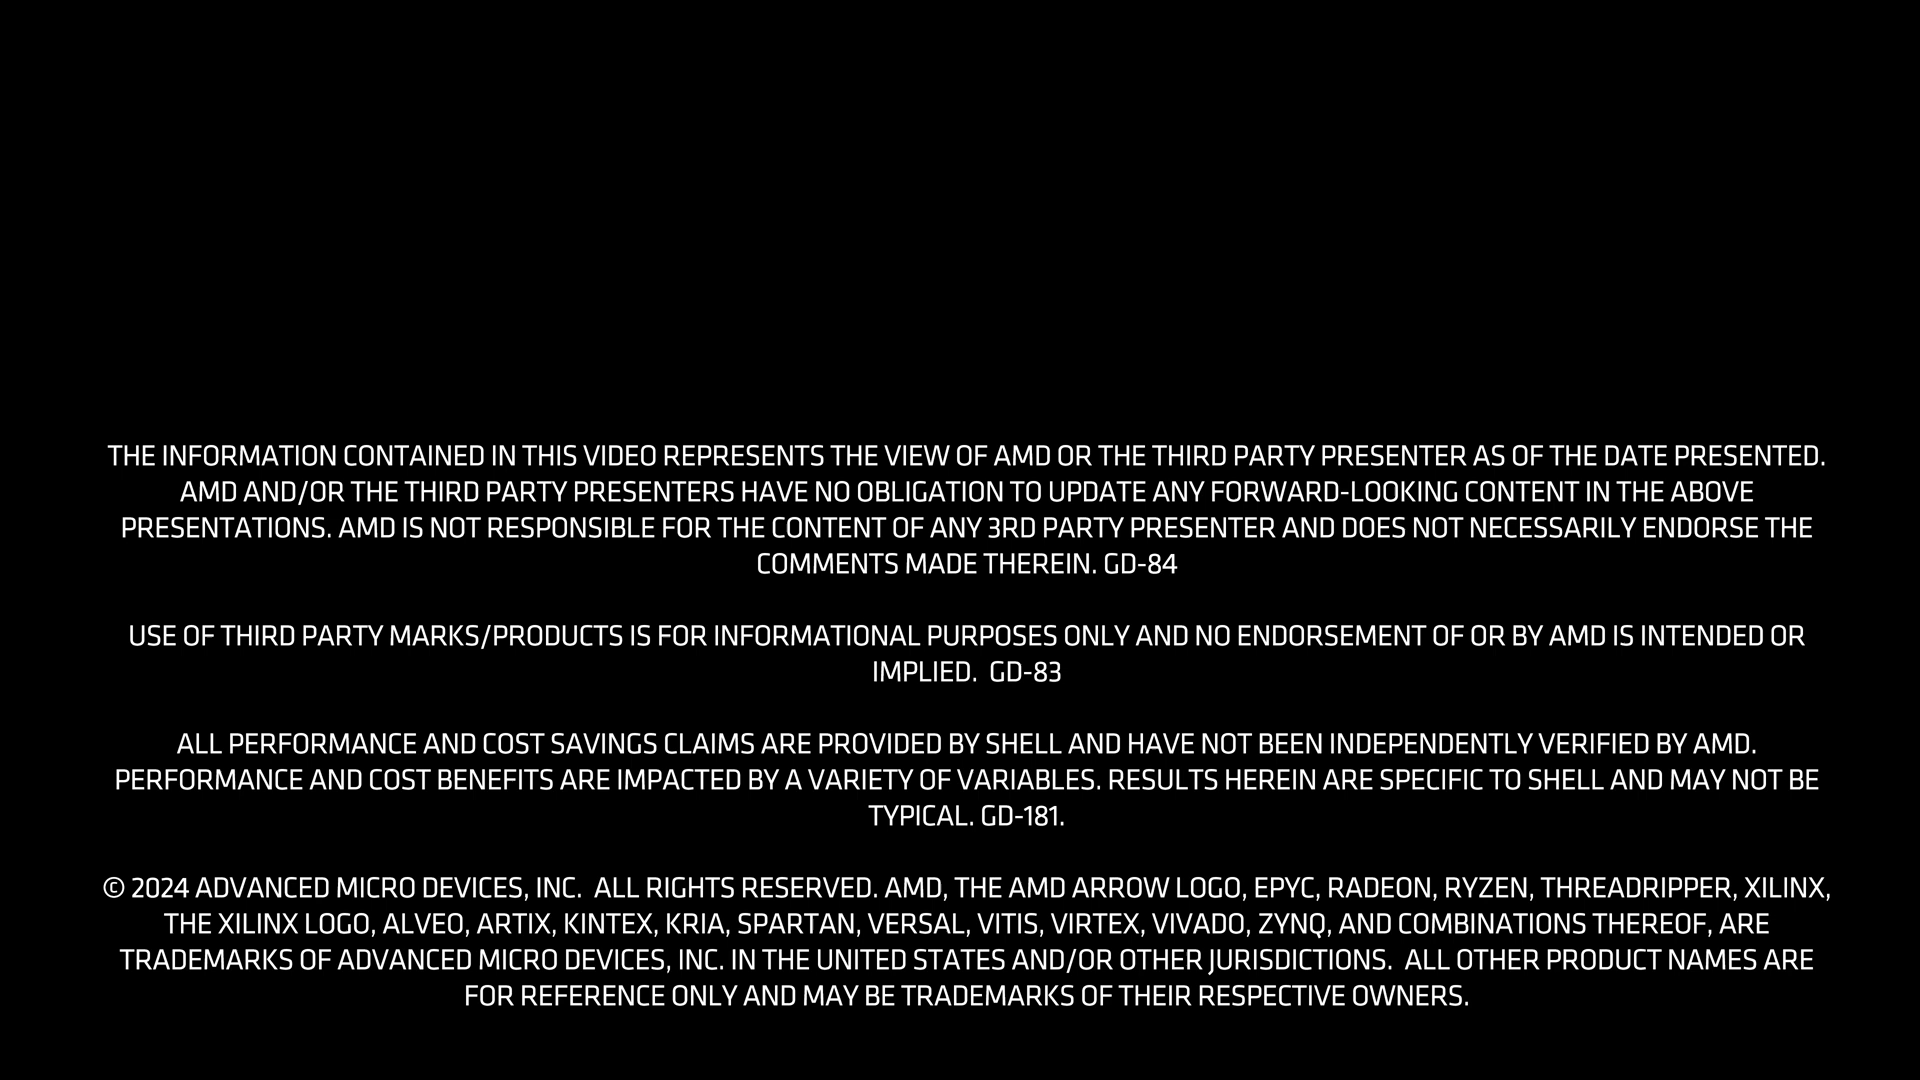 THE INFORMATION CONTAINED IN THIS VIDEO REPRESENTS THE VIEW OF AMD OR THE THIRD PARTY PRESENTER AS OF THE DATE PRESENTED.
AMD AND/OR THE THIRD PARTY PRESENTERS HAVE NO OBLIGATION TO UPDATE ANY FORWARD-LOOKING CONTENT IN THE ABOVE
PRESENTATIONS. AMD IS NOT RESPONSIBLE FOR THE CONTENT OF ANY 3RD PARTY PRESENTER AND DOES NOT NECESSARILY ENDORSE THE
COMMENTS MADE THEREIN. GD-84
USE OF THIRD PARTY MARKS/PRODUCTS IS FOR INFORMATIONAL PURPOSES ONLY AND NO ENDORSEMENT OF OR BY AMD IS INTENDED OR
IMPLIED.  GD-83
ALL PERFORMANCE AND COST SAVINGS CLAIMS ARE PROVIDED BY SHELL AND HAVE NOT BEEN INDEPENDENTLY VERIFIED BY AMD.
PERFORMANCE AND COST BENEFITS ARE IMPACTED BY A VARIETY OF VARIABLES. RESULTS HEREIN ARE SPECIFIC TO SHELL AND MAY NOT BE
TYPICAL. GD-181.
© 2024 ADVANCED MICRO DEVICES, INC.  ALL RIGHTS RESERVED. AMD, THE AMD ARROW LOGO, EPYC, RADEON, RYZEN, THREADRIPPER, XILINX,
THE XILINX LOGO, ALVEO, ARTIX, KINTEX, KRIA, SPARTAN, VERSAL, VITIS, VIRTEX, VIVADO, ZYNQ, AND COMBINATIONS THEREOF, ARE
TRADEMARKS OF ADVANCED MICRO DEVICES, INC. IN THE UNITED STATES AND/OR OTHER JURISDICTIONS.  ALL OTHER PRODUCT NAMES ARE
FOR REFERENCE ONLY AND MAY BE TRADEMARKS OF THEIR RESPECTIVE OWNERS.